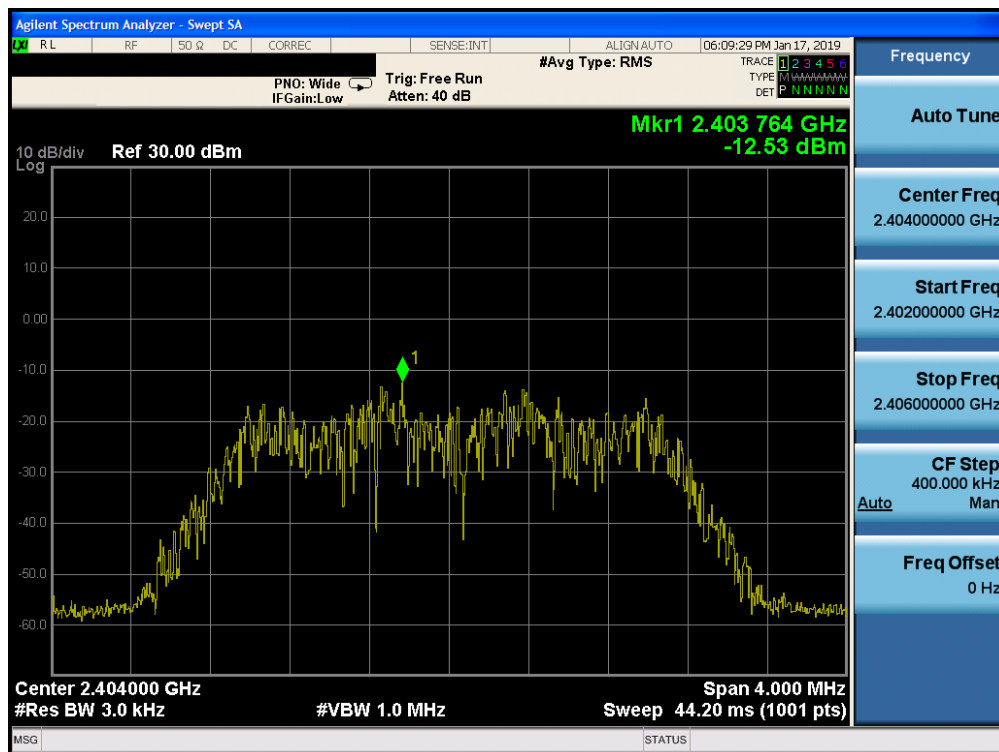 Agilent Spectrum Analyzer - Swept SA
LXI RL RF 50 Ω DC CORREC SENSE:INT ALIGN AUTO 06:09:29 PM Jan 17, 2019
Frequency
#Avg Type: RMS
TRACE 1 2 3 4 5 6
PNO: Wide
Trig: Free Run
TYPE M
IFGain:Low
Atten: 40 dB
DET P N N N N N
Auto Tune
Mkr1 2.403 764 GHz
-12.53 dBm
10 dB/div Ref 30.00 dBm
Log
Center Freq
2.404000000 GHz
20.0
10.0
Start Freq
2.402000000 GHz
0.00
1
-10.0
Stop Freq
2.406000000 GHz
-20.0
CF Step
400.000 kHz
Auto Man
-30.0
-40.0
Freq Offset
0 Hz
-50.0
-60.0
Center 2.404000 GHz Span 4.000 MHz
#Res BW 3.0 kHz #VBW 1.0 MHz Sweep 44.20 ms (1001 pts)
MSG STATUS